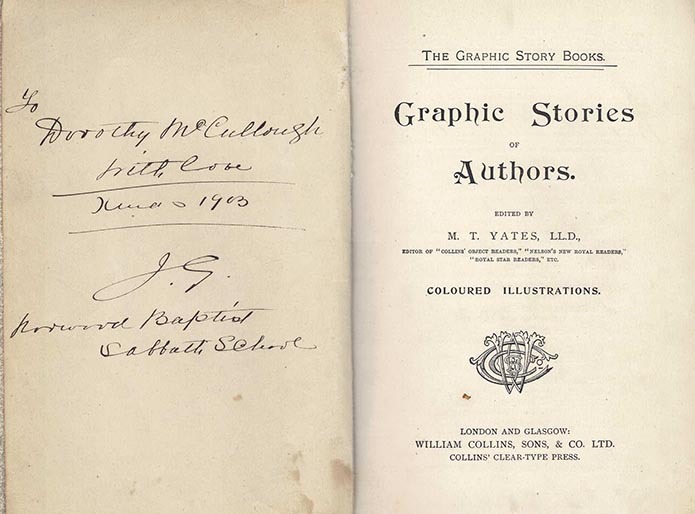 To
Dorothy McCullough
With Love
Xmas 1903
J. G.
Norwood Baptist
Sabbath School
THE GRAPHIC STORY BOOKS.
Graphic Stories
OF
Authors.
EDITED BY
M. T. YATES, LL.D.,
EDITOR OF "COLLINS' OBJECT READERS," "NELSON'S NEW ROYAL READERS,"
"ROYAL STAR READERS," ETC.
COLOURED ILLUSTRATIONS.
LONDON AND GLASGOW:
WILLIAM COLLINS, SONS, & CO. LTD.
COLLINS' CLEAR-TYPE PRESS.